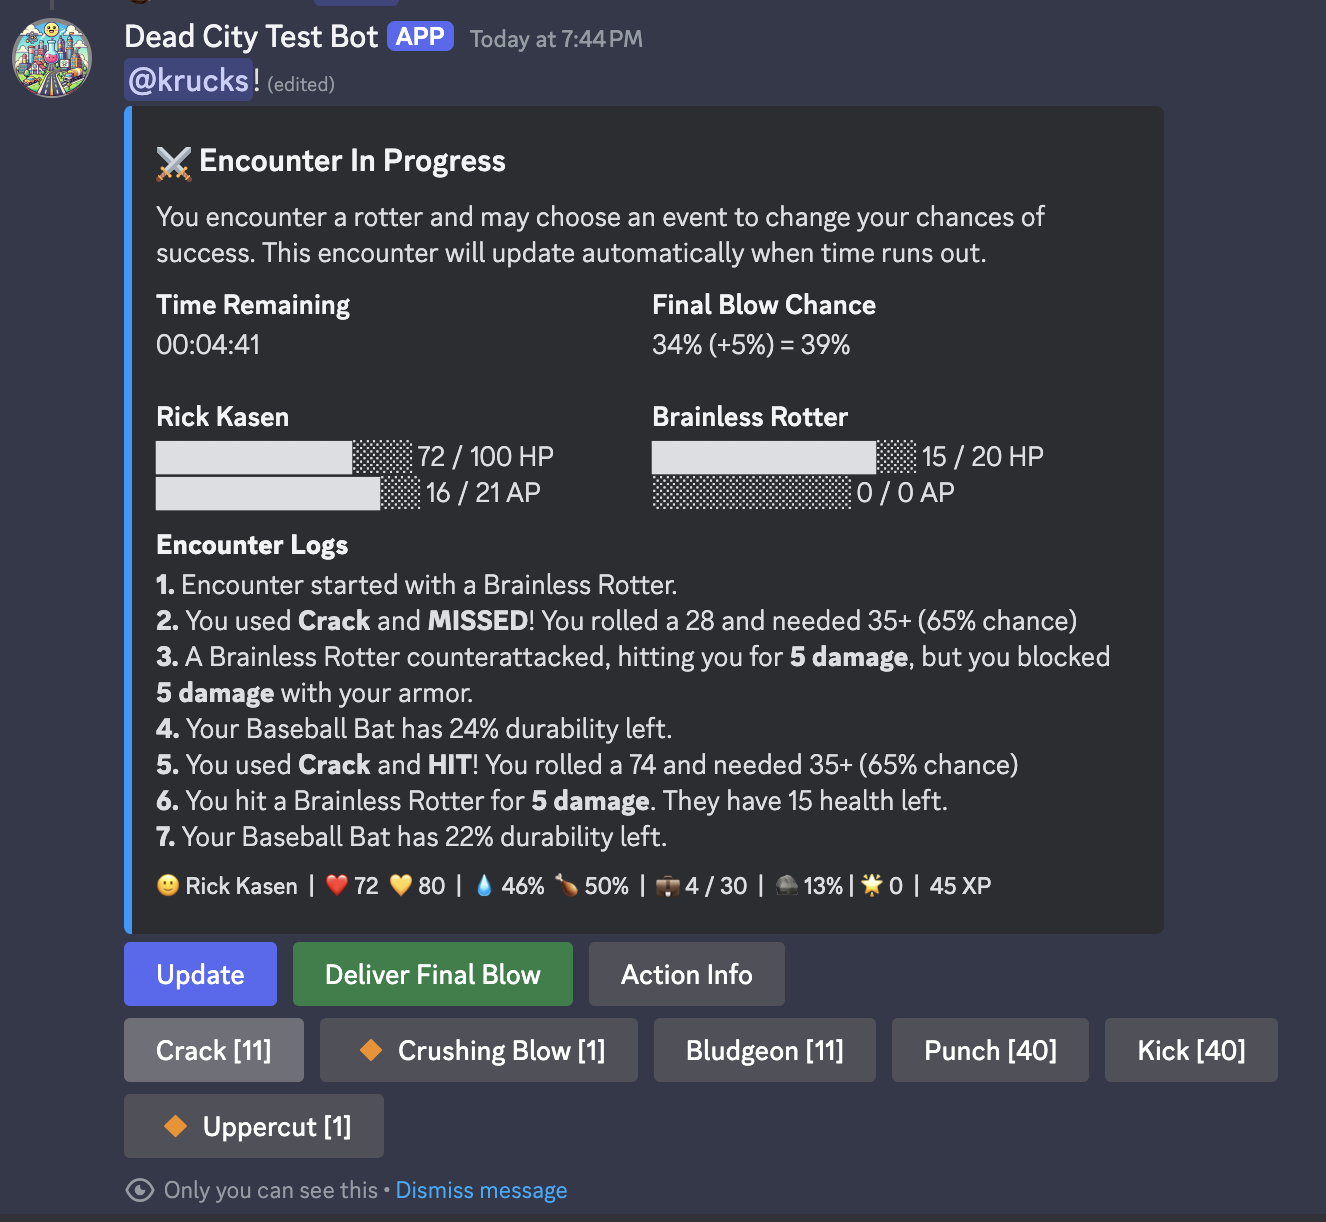 Dead City Test Bot APP Today at 7:44 PM
@krucks! (edited)
Encounter In Progress
You encounter a rotter and may choose an event to change your chances of
success. This encounter will update automatically when time runs out.
Time Remaining Final Blow Chance
00:04:41 34% (+5%) = 39%
Rick Kasen Brainless Rotter
72 / 100 HP 15 / 20 HP
16 / 21 AP 0 / 0 AP
Encounter Logs
1. Encounter started with a Brainless Rotter.
2. You used Crack and MISSED! You rolled a 28 and needed 35+ (65% chance)
3. A Brainless Rotter counterattacked, hitting you for 5 damage, but you blocked
5 damage with your armor.
4. Your Baseball Bat has 24% durability left.
5. You used Crack and HIT! You rolled a 74 and needed 35+ (65% chance)
6. You hit a Brainless Rotter for 5 damage. They have 15 health left.
7. Your Baseball Bat has 22% durability left.
🙂 Rick Kasen | ❤️ 72 💛 80 | 💧 46% 🍗 50% | 💼 4 / 30 | 🪨 13% | 🌟 0 | 45 XP
Update Deliver Final Blow Action Info
Crack [11] 🔶 Crushing Blow [1] Bludgeon [11] Punch [40] Kick [40]
🔶 Uppercut [1]
Only you can see this • Dismiss message